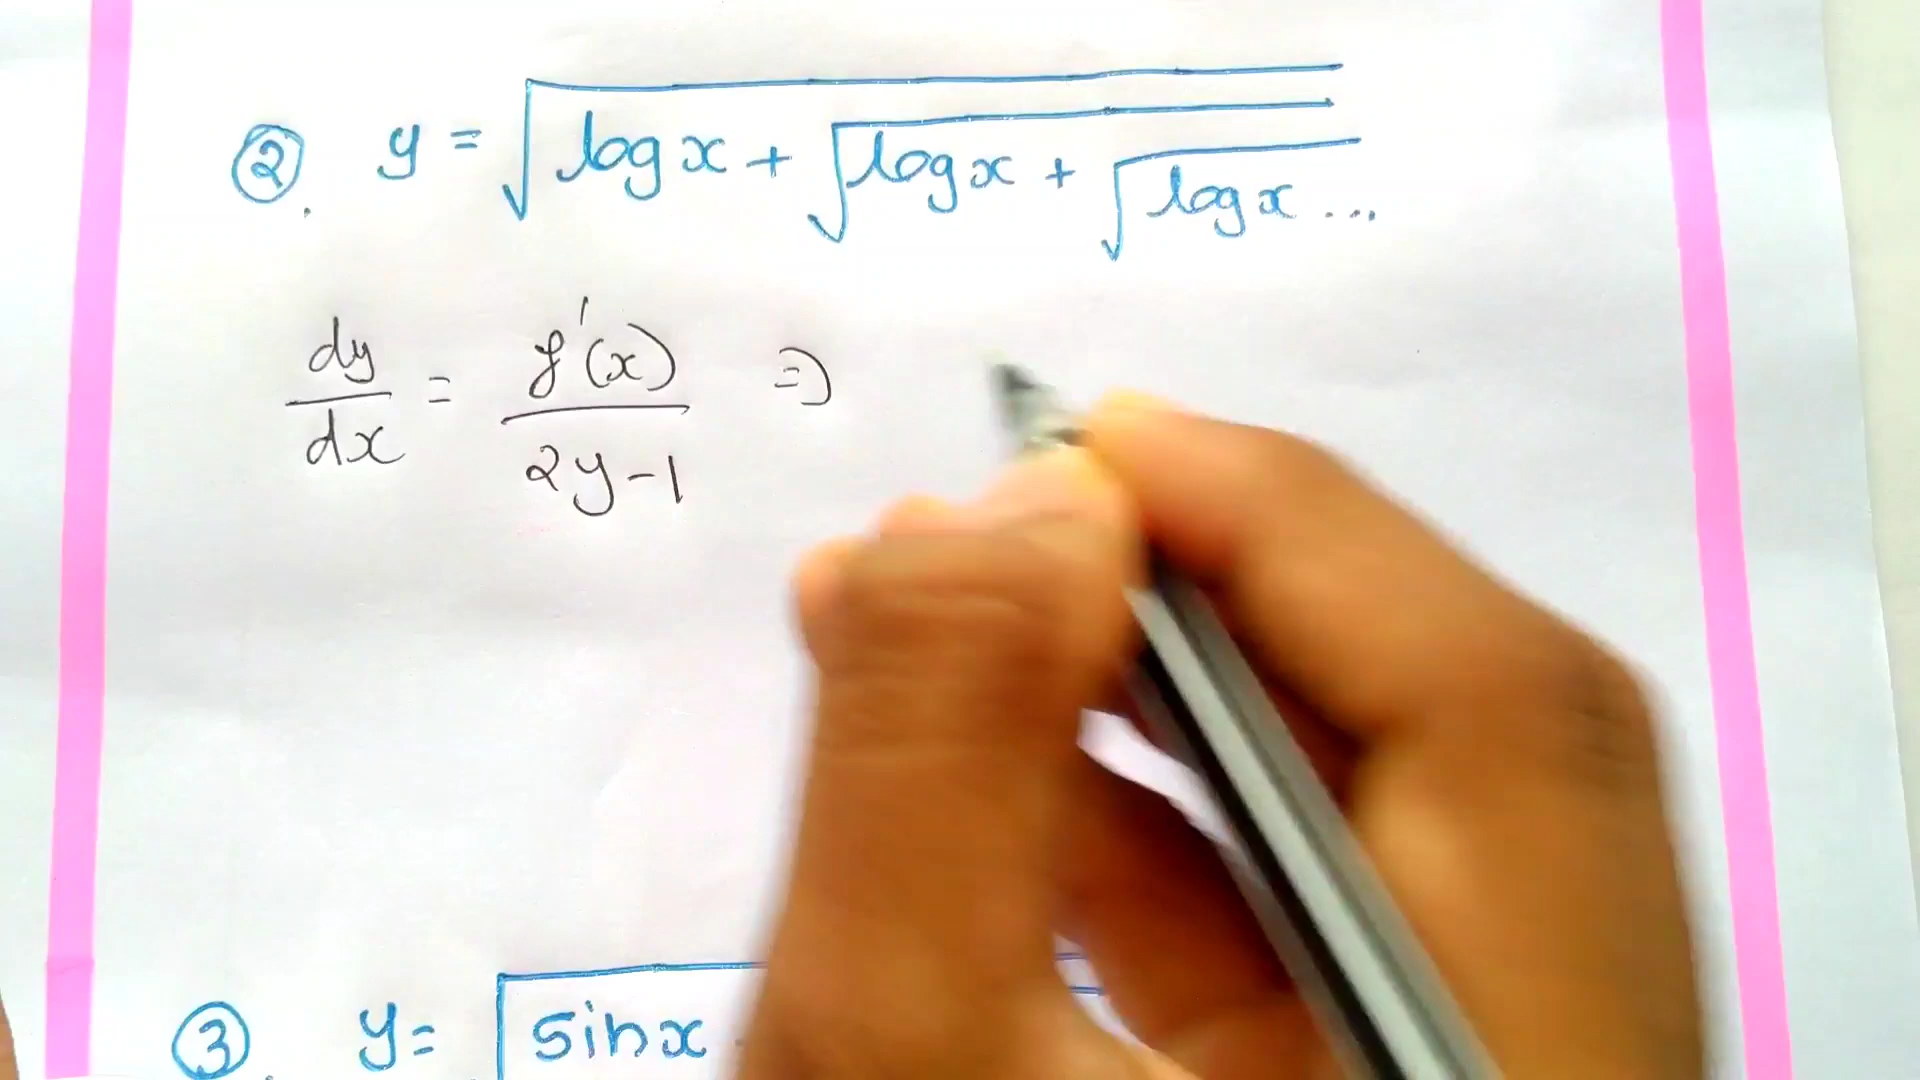 ② . y = √(log x + √(log x + √(log x ...
dy/dx = f'(x)/(2y-1) ⇒
③ . y = √(sin x